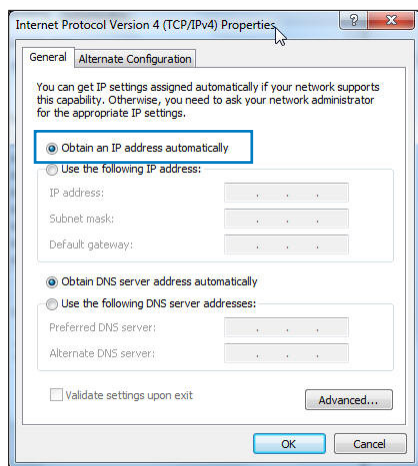 Internet Protocol Version 4 (TCP/IPv4) Properties
General
Alternate Configuration
You can get IP settings assigned automatically if your network supports
this capability. Otherwise, you need to ask your network administrator
for the appropriate IP settings.
Obtain an IP address automatically
Use the following IP address:
IP address:
Subnet mask:
Default gateway:
Obtain DNS server address automatically
Use the following DNS server addresses:
Preferred DNS server:
Alternate DNS server:
Validate settings upon exit
Advanced...
OK
Cancel